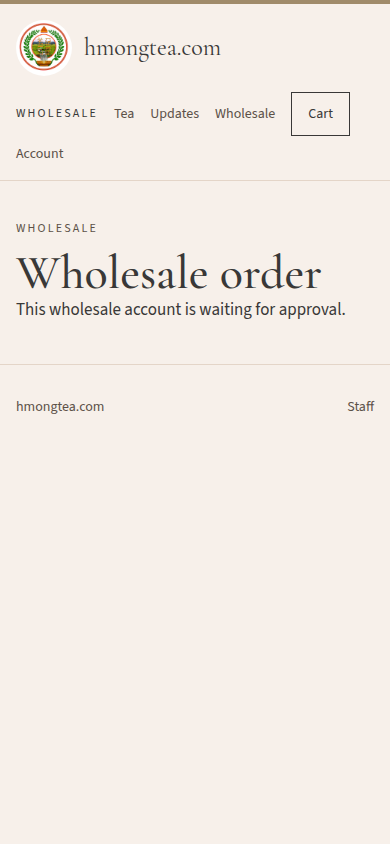 hmongtea.com
WHOLESALE Tea Updates Wholesale Cart
Account
WHOLESALE
Wholesale order
This wholesale account is waiting for approval.
hmongtea.com Staff